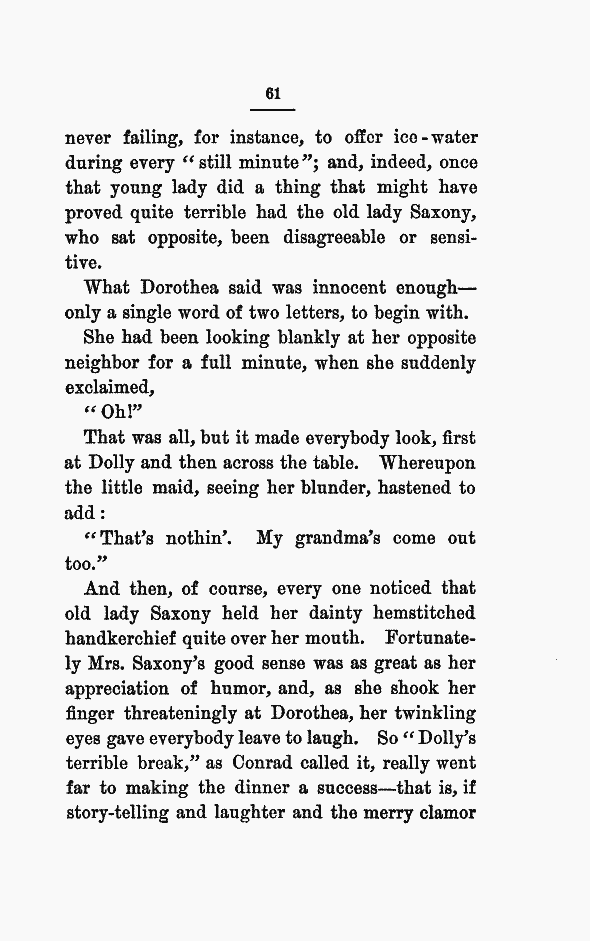 61
never failing, for instance, to offer ice-water
during every “still minute”; and, indeed, once
that young lady did a thing that might have
proved quite terrible had the old lady Saxony,
who sat opposite, been disagreeable or sensi-
tive.
What Dorothea said was innocent enough—
only a single word of two letters, to begin with.
She had been looking blankly at her opposite
neighbor for a full minute, when she suddenly
exclaimed,
“Oh!”
That was all, but it made everybody look, first
at Dolly and then across the table. Whereupon
the little maid, seeing her blunder, hastened to
add:
“That’s nothin’. My grandma’s come out
too.”
And then, of course, every one noticed that
old lady Saxony held her dainty hemstitched
handkerchief quite over her mouth. Fortunate-
ly Mrs. Saxony’s good sense was as great as her
appreciation of humor, and, as she shook her
finger threateningly at Dorothea, her twinkling
eyes gave everybody leave to laugh. So “Dolly’s
terrible break,” as Conrad called it, really went
far to making the dinner a success—that is, if
story-telling and laughter and the merry clamor